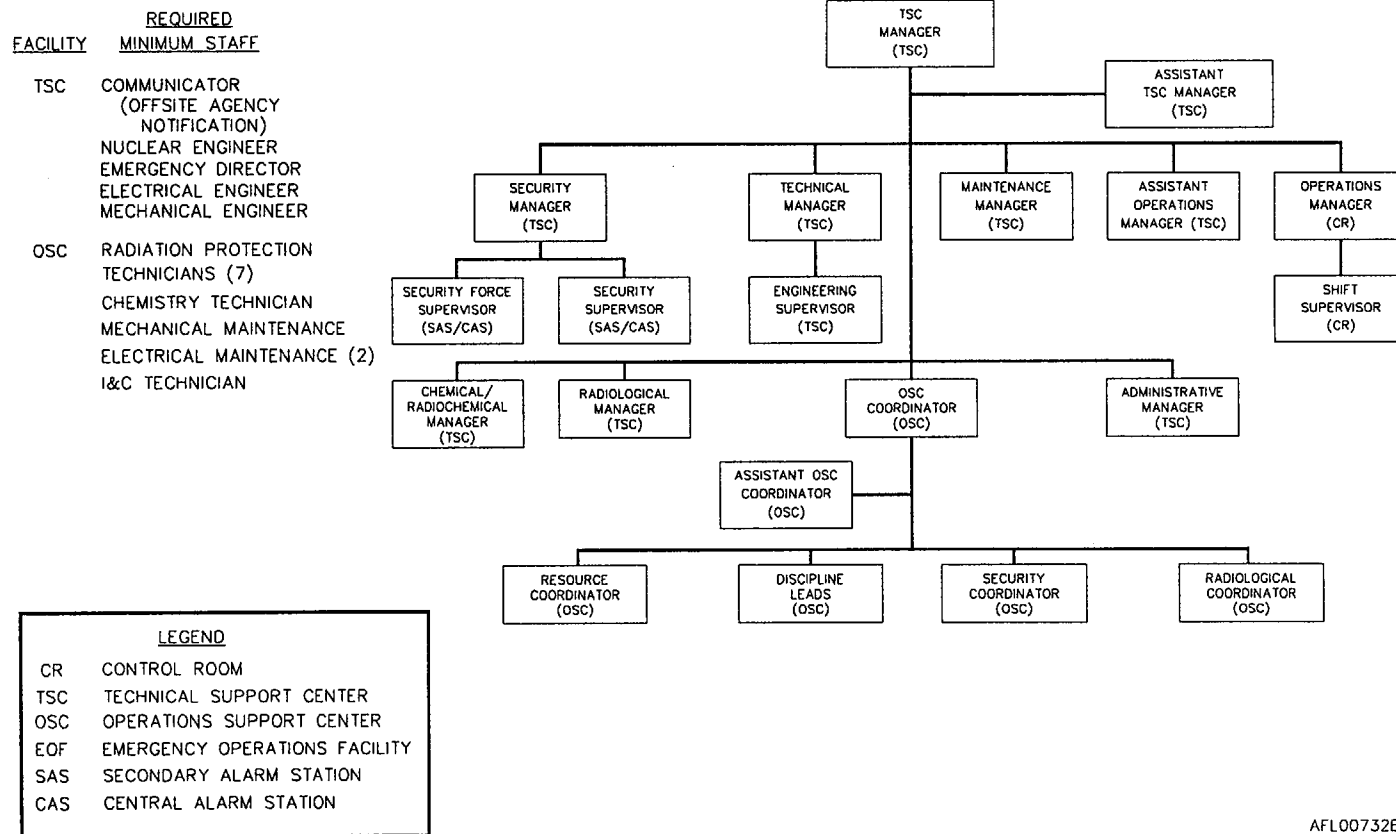 REQUIRED
FACILITY MINIMUM STAFF
TSC COMMUNICATOR
(OFFSITE AGENCY
NOTIFICATION)
NUCLEAR ENGINEER
EMERGENCY DIRECTOR
ELECTRICAL ENGINEER
MECHANICAL ENGINEER
OSC RADIATION PROTECTION
TECHNICIANS (7)
CHEMISTRY TECHNICIAN
MECHANICAL MAINTENANCE
ELECTRICAL MAINTENANCE (2)
I&C TECHNICIAN
TSC
MANAGER
(TSC)
ASSISTANT
TSC MANAGER
(TSC)
SECURITY
MANAGER
(TSC)
TECHNICAL
MANAGER
(TSC)
MAINTENANCE
MANAGER
(TSC)
ASSISTANT
OPERATIONS
MANAGER (TSC)
OPERATIONS
MANAGER
(CR)
SECURITY FORCE
SUPERVISOR
(SAS/CAS)
SECURITY
SUPERVISOR
(SAS/CAS)
ENGINEERING
SUPERVISOR
(TSC)
SHIFT
SUPERVISOR
(CR)
CHEMICAL/
RADIOCHEMICAL
MANAGER
(TSC)
RADIOLOGICAL
MANAGER
(TSC)
OSC
COORDINATOR
(OSC)
ADMINISTRATIVE
MANAGER
(TSC)
ASSISTANT OSC
COORDINATOR
(OSC)
RESOURCE
COORDINATOR
(OSC)
DISCIPLINE
LEADS
(OSC)
SECURITY
COORDINATOR
(OSC)
RADIOLOGICAL
COORDINATOR
(OSC)
LEGEND
CR CONTROL ROOM
TSC TECHNICAL SUPPORT CENTER
OSC OPERATIONS SUPPORT CENTER
EOF EMERGENCY OPERATIONS FACILITY
SAS SECONDARY ALARM STATION
CAS CENTRAL ALARM STATION
AFL00732E